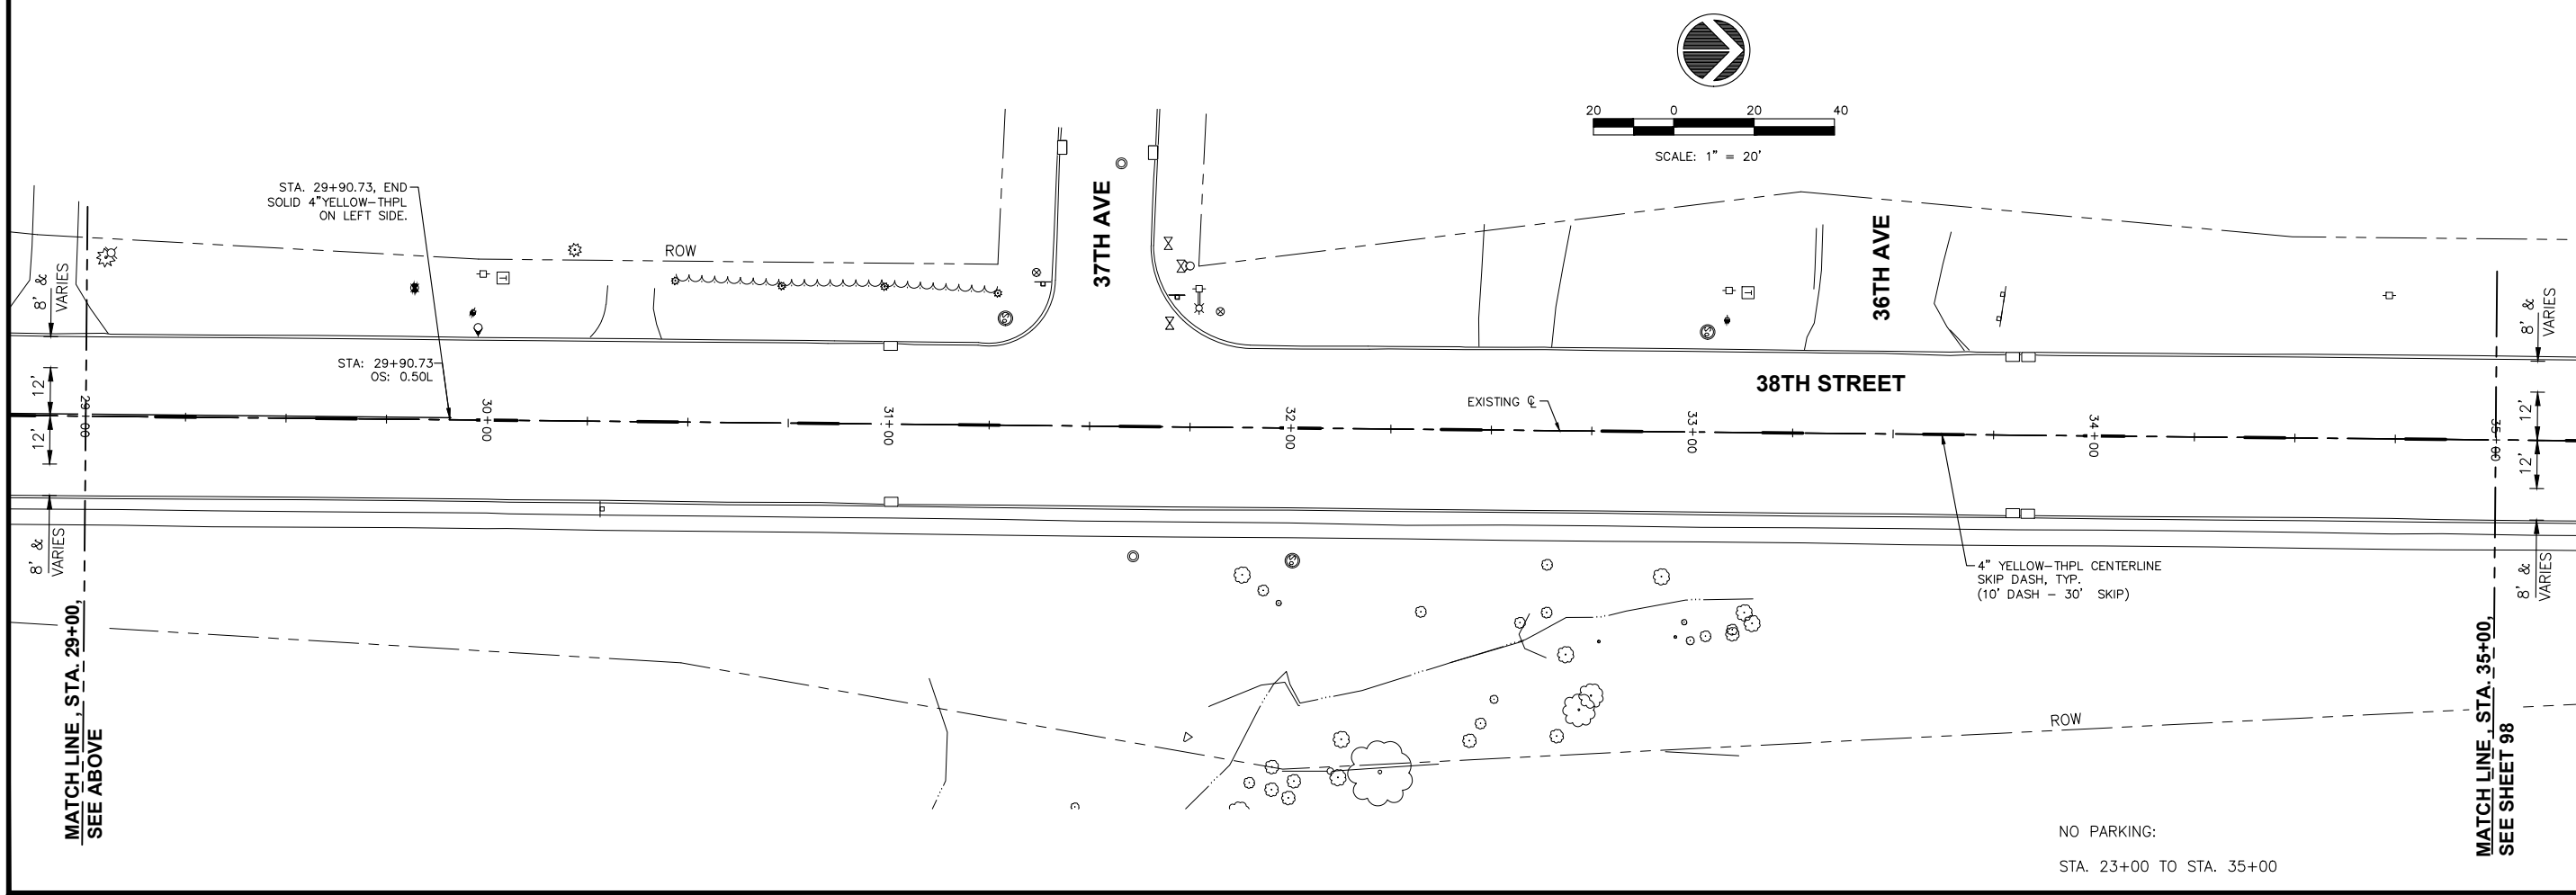 20 0 20 40
SCALE: 1" = 20'
STA. 29+90.73, END
SOLID 4"YELLOW-THPL
ON LEFT SIDE.
ROW
37TH AVE
36TH AVE
8' &
VARIES
8' &
VARIES
STA: 29+90.73
OS: 0.50L
38TH STREET
EXISTING ℄
12'
12'
29+00
30+00
31+00
32+00
33+00
34+00
35+00
12'
12'
T
T
8' &
VARIES
8' &
VARIES
4" YELLOW-THPL CENTERLINE
SKIP DASH, TYP.
(10' DASH - 30' SKIP)
MATCH LINE , STA. 29+00,
SEE ABOVE
MATCH LINE , STA. 35+00,
SEE SHEET 98
ROW
NO PARKING:
STA. 23+00 TO STA. 35+00